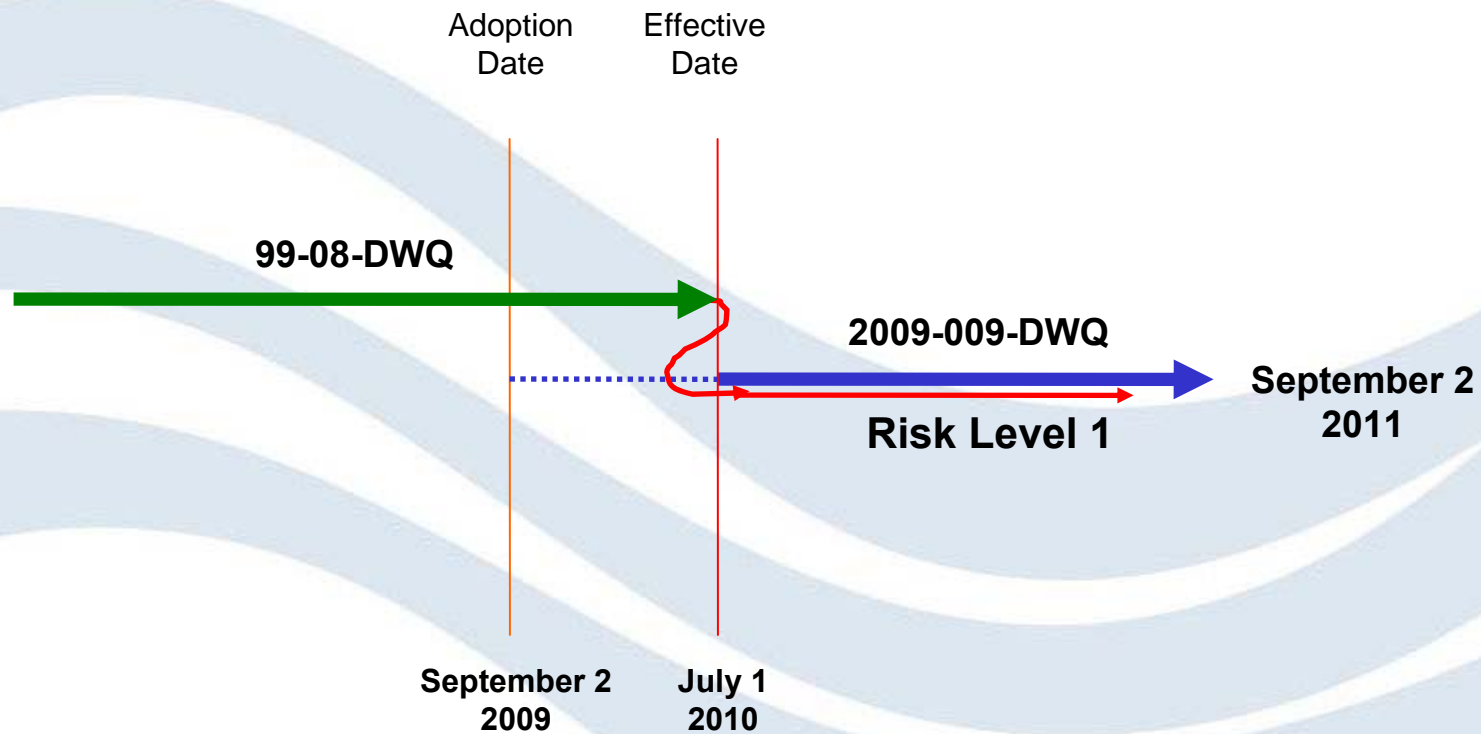 Adoption
Date
Effective
Date
99-08-DWQ
2009-009-DWQ
September 2
2011
Risk Level 1
September 2
2009
July 1
2010